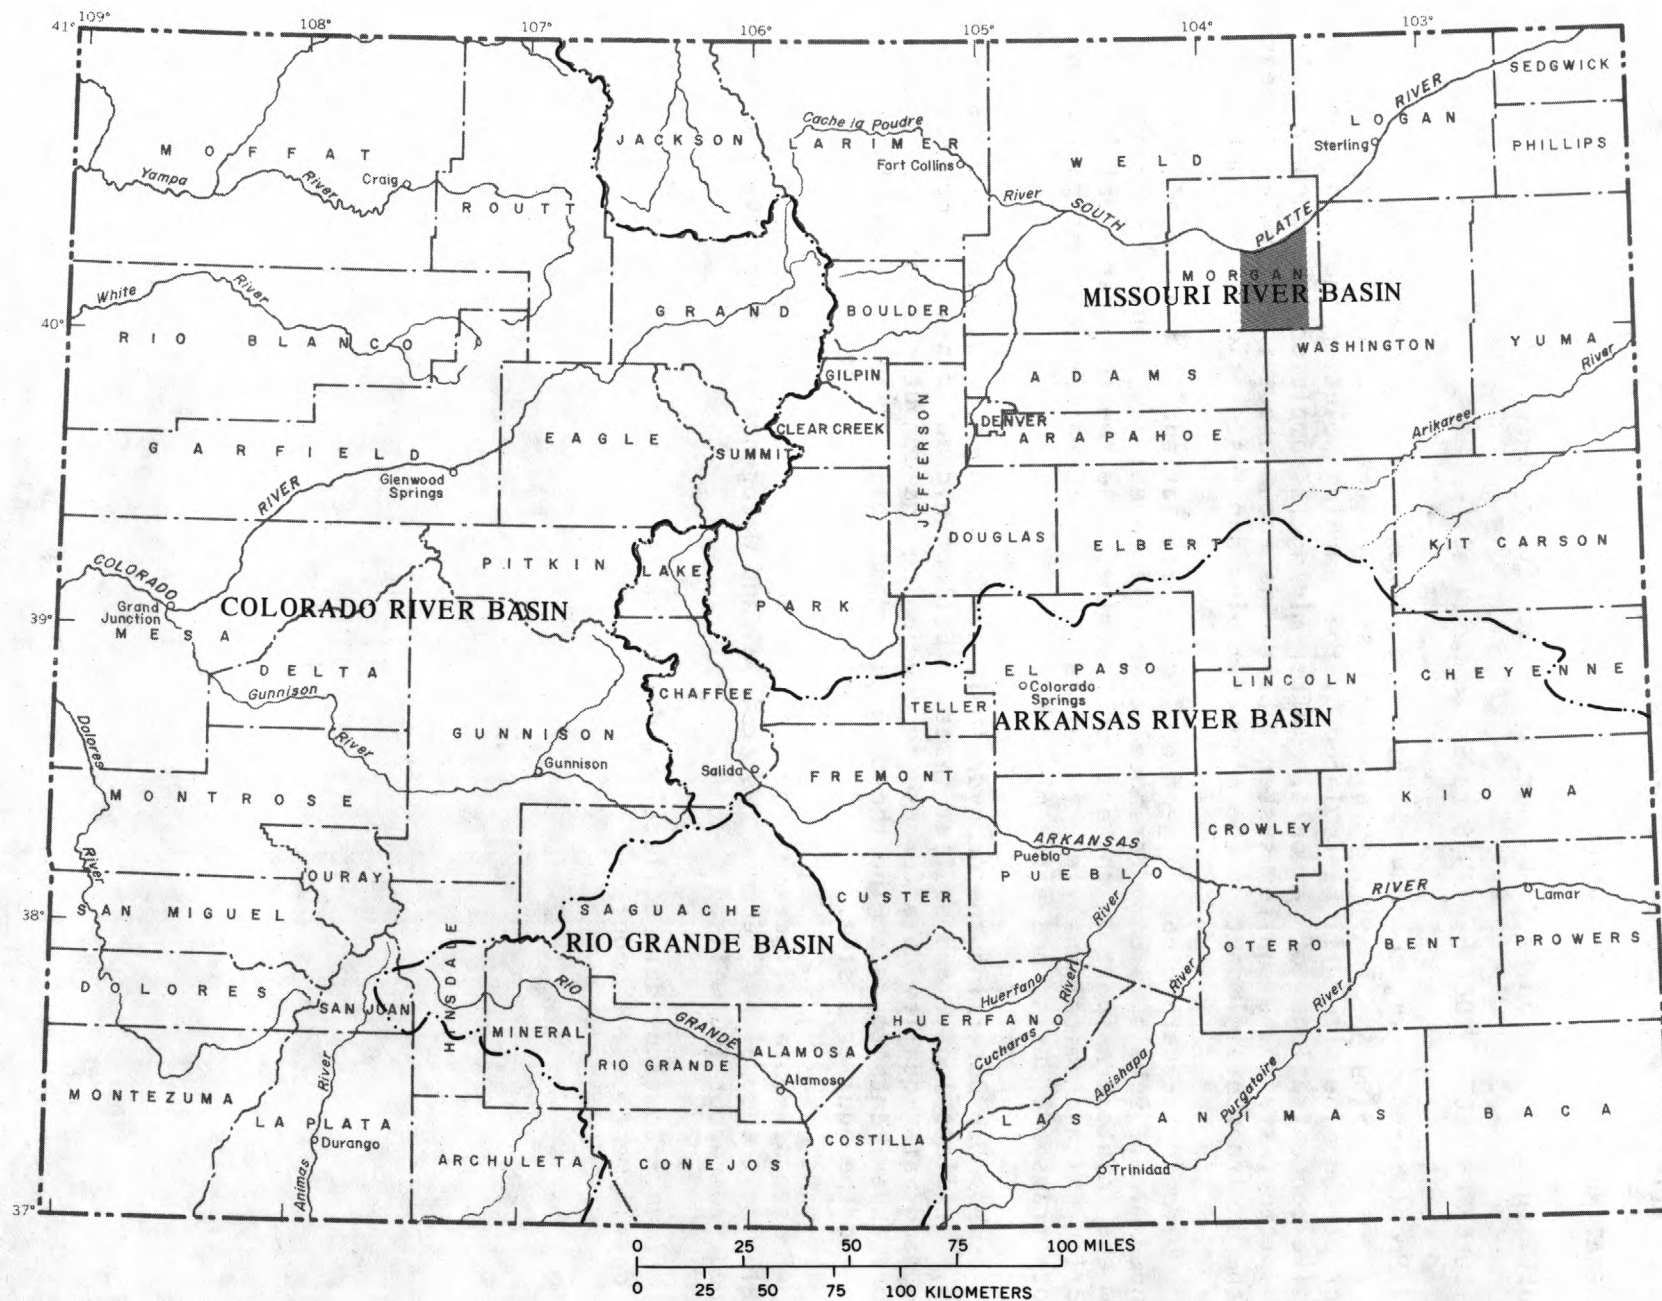 109°
108°
107°
106°
105°
104°
103°
41°
SEDGWICK
RIVER
LOGAN
Sterling
PHILLIPS
Cache la Poudre
JACKSON
LARIMER
Fort Collins
WELD
MOFFAT
Yampa
River
Craig
ROUTT
River
SOUTH
PLATTE
MORGAN
MISSOURI RIVER BASIN
White
River
GRAND
BOULDER
40°
RIO BLANCO
WASHINGTON
YUMA
River
GILPIN
ADAMS
JEFFERSON
DENVER
CLEAR CREEK
ARAPAHOE
Arikaree
EAGLE
SUMMIT
GARFIELD
Glenwood
Springs
RIVER
DOUGLAS
ELBERT
KIT CARSON
PITKIN
LAKE
COLORADO
Grand
Junction
COLORADO RIVER BASIN
PARK
39°
MESA
DELTA
EL PASO
CHEYENNE
Gunnison
CHAFFEE
Colorado
Springs
LINCOLN
TELLER
ARKANSAS RIVER BASIN
Dolores
River
GUNNISON
Gunnison
Salida
FREMONT
MONTROSE
KIOWA
CROWLEY
ARKANSAS
Pueblo
PUEBLO
River
OURAY
RIVER
Lamar
CUSTER
River
38°
SAN MIGUEL
SAGUACHE
RIO GRANDE BASIN
HINSDALE
OTERO
BENT
PROWERS
DOLORES
RIO
Huerfano
River
River
River
SAN JUAN
MINERAL
GRANDE
HUERFANO
ALAMOSA
Cucharas
RIO GRANDE
Alamosa
Apishapa
Purgatoire
River
MONTEZUMA
LA PLATA
Durango
LAS ANIMAS
BACA
COSTILLA
ARCHULETA
CONEJOS
Trinidad
Animas
37°
0 25 50 75 100 MILES
0 25 50 75 100 KILOMETERS